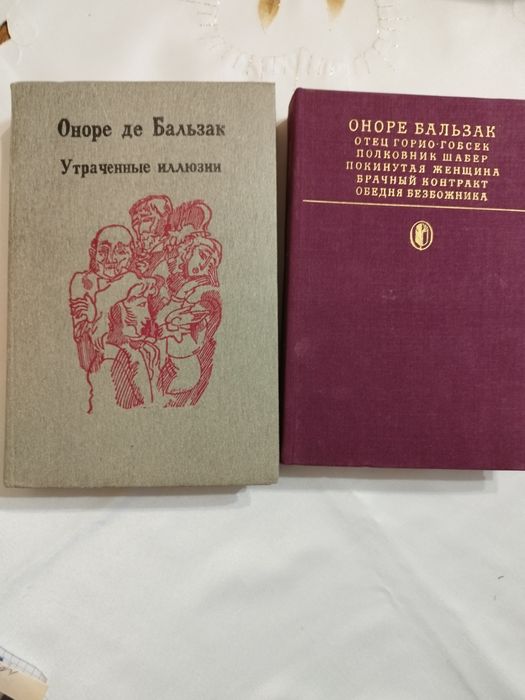 Оноре де Бальзак
Утраченные иллюзии
ОНОРЕ БАЛЬЗАК
ОТЕЦ ГОРИО·ГОБСЕК
ПОЛКОВНИК ШАБЕР
ПОКИНУТАЯ ЖЕНЩИНА
БРАЧНЫЙ КОНТРАКТ
ОБЕДНЯ БЕЗБОЖНИКА